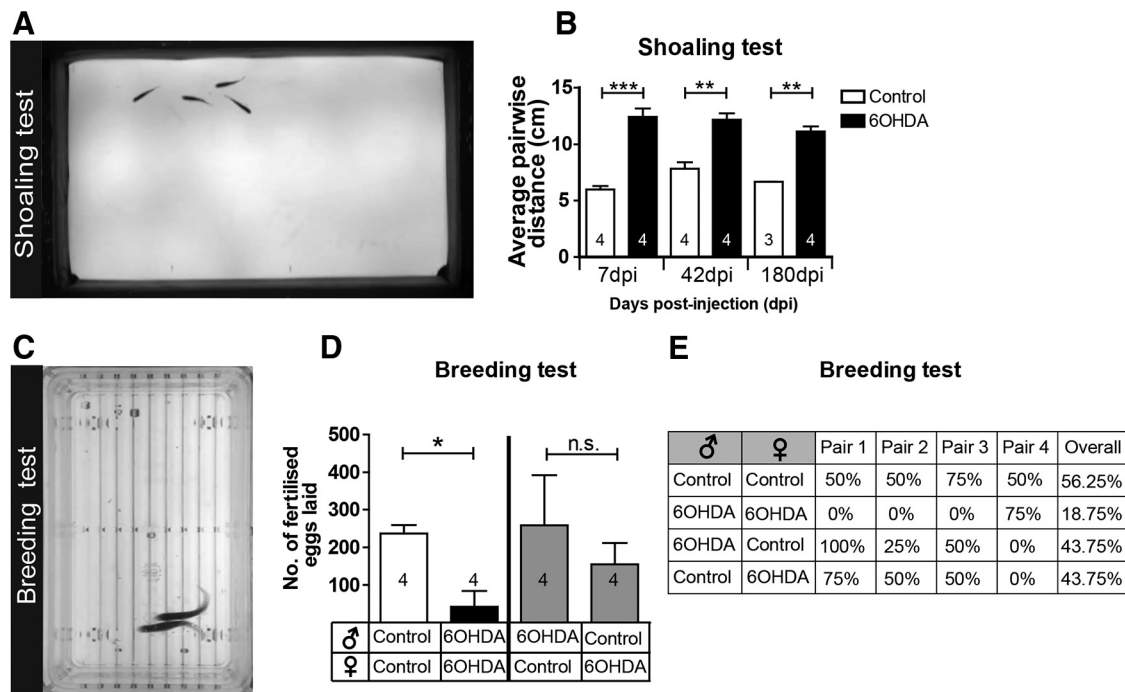 A
Shoaling test
B
Shoaling test
Average pairwise
distance (cm)
15
10
5
0
***
**
**
Control
6OHDA
4
4
4
4
3
4
7dpi
42dpi
180dpi
Days post-injection (dpi)
C
Breeding test
D
Breeding test
No. of fertilised
eggs laid
500
400
300
200
100
*
n.s.
4
4
4
4
♂ Control 6OHDA 6OHDA Control
♀ Control 6OHDA Control 6OHDA
E
Breeding test
♂ ♀ Pair 1 Pair 2 Pair 3 Pair 4 Overall
Control Control 50% 50% 75% 50% 56.25%
6OHDA 6OHDA 0% 0% 0% 75% 18.75%
6OHDA Control 100% 25% 50% 0% 43.75%
Control 6OHDA 75% 50% 50% 0% 43.75%